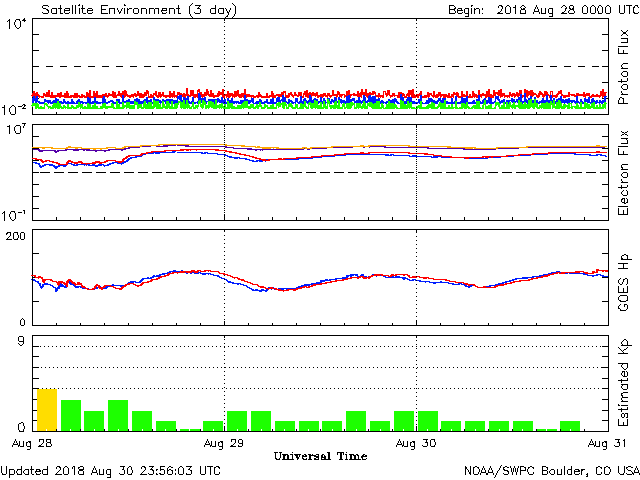 Satellite Environment (3 day) Begin: 2018 Aug 28 0000 UTC
10^4
10^-2
Proton Flux
10^7
10^-1
Electron Flux
200
0
GOES Hp
9
0
Estimated Kp
Aug 28 Aug 29 Aug 30 Aug 31
Universal Time
Updated 2018 Aug 30 23:56:03 UTC NOAA/SWPC Boulder, CO USA